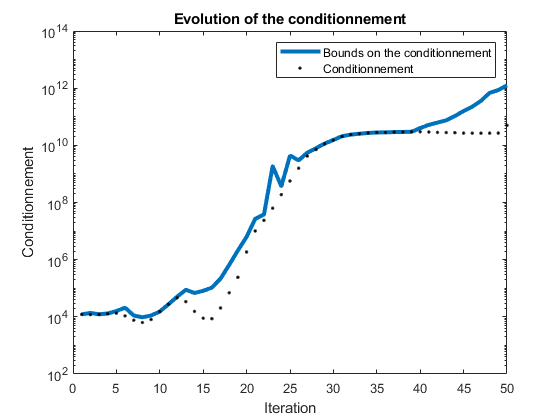 Evolution of the conditionnement
10^14
10^12
10^10
10^8
10^6
10^4
10^2
Conditionnement
Bounds on the conditionnement
Conditionnement
0 5 10 15 20 25 30 35 40 45 50
Iteration